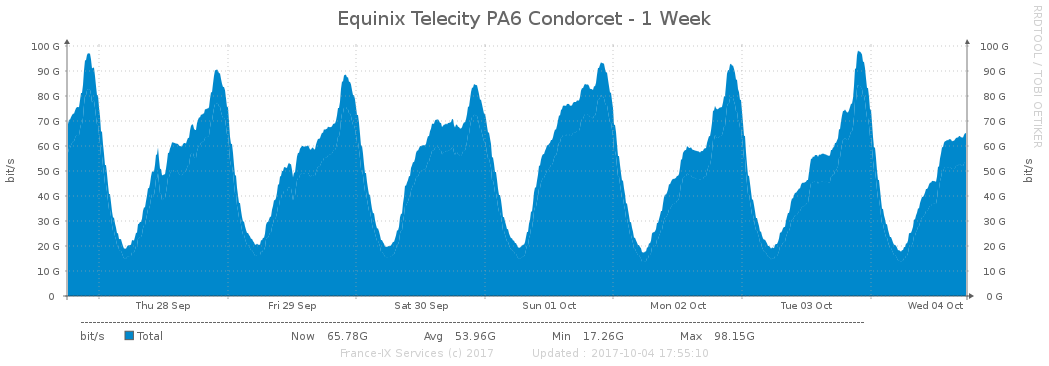 Equinix Telecity PA6 Condorcet - 1 Week
RRDTOOL / TOBI OETIKER
bit/s
100 G
90 G
80 G
70 G
60 G
50 G
40 G
30 G
20 G
10 G
0
100 G
90 G
80 G
70 G
60 G
50 G
40 G
30 G
20 G
10 G
0 G
bit/s
Thu 28 Sep Fri 29 Sep Sat 30 Sep Sun 01 Oct Mon 02 Oct Tue 03 Oct Wed 04 Oct
bit/s Total Now 65.78G Avg 53.96G Min 17.26G Max 98.15G
France-IX Services (c) 2017 Updated : 2017-10-04 17:55:10